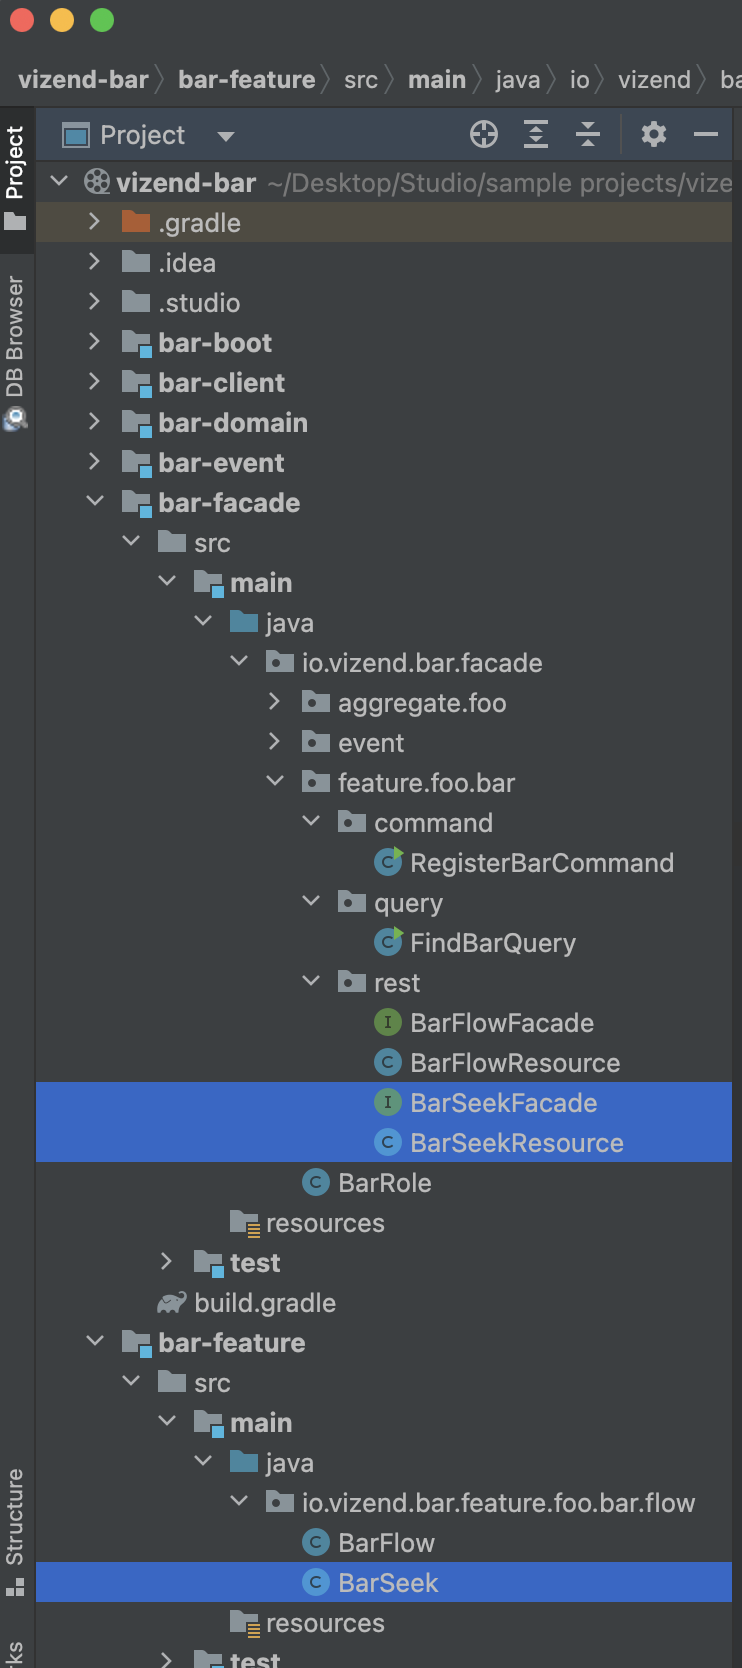 vizend-bar bar-feature src main java io vizend
Project
Project
DB Browser
Structure
vizend-bar ~/Desktop/Studio/sample projects/vize
.gradle
.idea
.studio
bar-boot
bar-client
bar-domain
bar-event
bar-facade
src
main
java
io.vizend.bar.facade
aggregate.foo
event
feature.foo.bar
command
RegisterBarCommand
query
FindBarQuery
rest
BarFlowFacade
BarFlowResource
BarSeekFacade
BarSeekResource
BarRole
resources
test
build.gradle
bar-feature
src
main
java
io.vizend.bar.feature.foo.bar.flow
BarFlow
BarSeek
resources
test